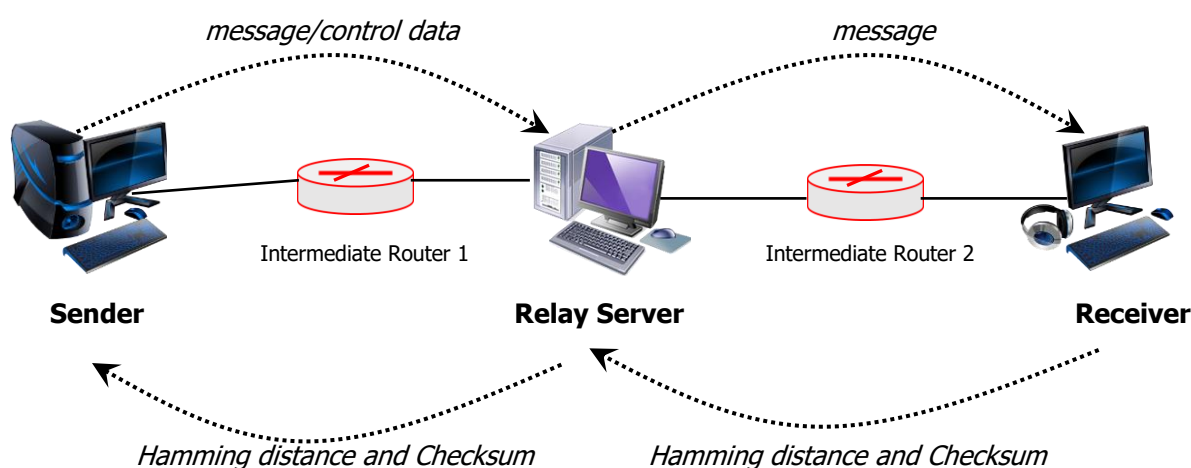 message/control data
message
Intermediate Router 1
Intermediate Router 2
Sender
Relay Server
Receiver
Hamming distance and Checksum
Hamming distance and Checksum